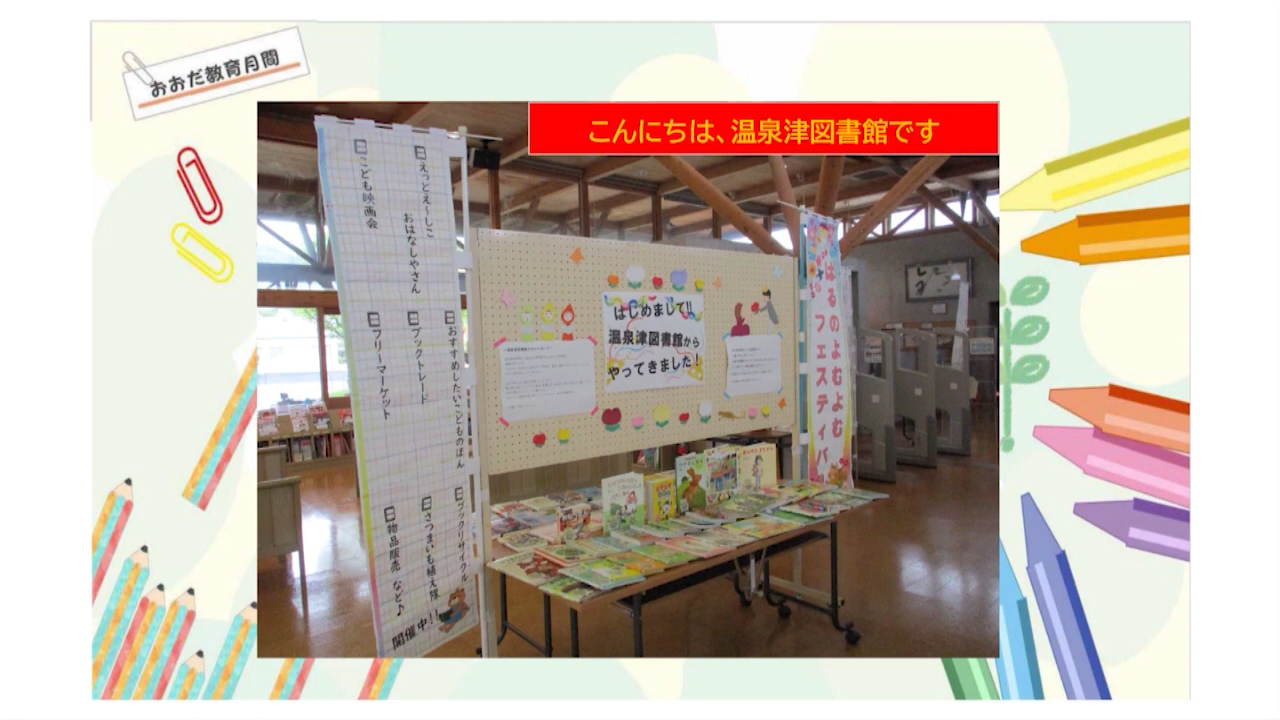 おおだ教育月間
こんにちは、温泉津図書館です
えっどえ～しこ
おはなしやさん
こども映画会
おすすめしたいこどものほん
ブックトレード
フリーマーケット
ブックリサイクル
さつまいも植え隊
物品販売 など♪
開催中!!
はじめまして!!
温泉津図書館から
やってきました!
はるのよむよむ
フェスティバ